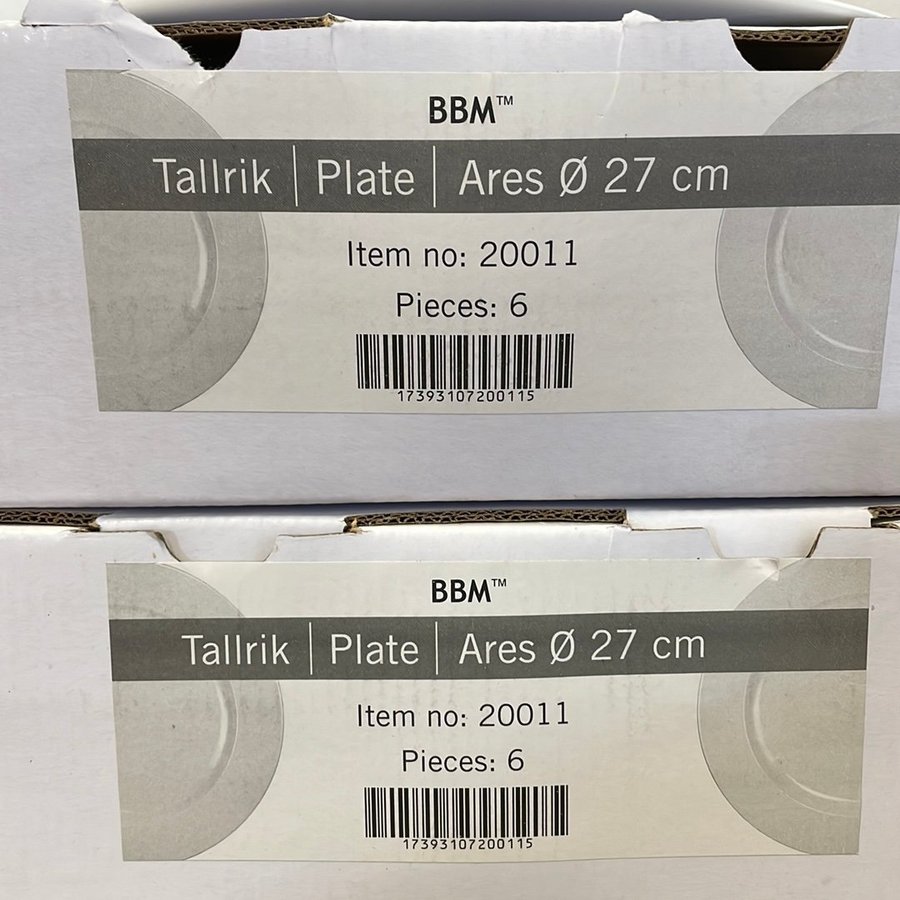 BBM™
Tallrik | Plate | Ares Ø 27 cm
Item no: 20011
Pieces: 6
17393107200115
BBM™
Tallrik | Plate | Ares Ø 27 cm
Item no: 20011
Pieces: 6
17393107200115